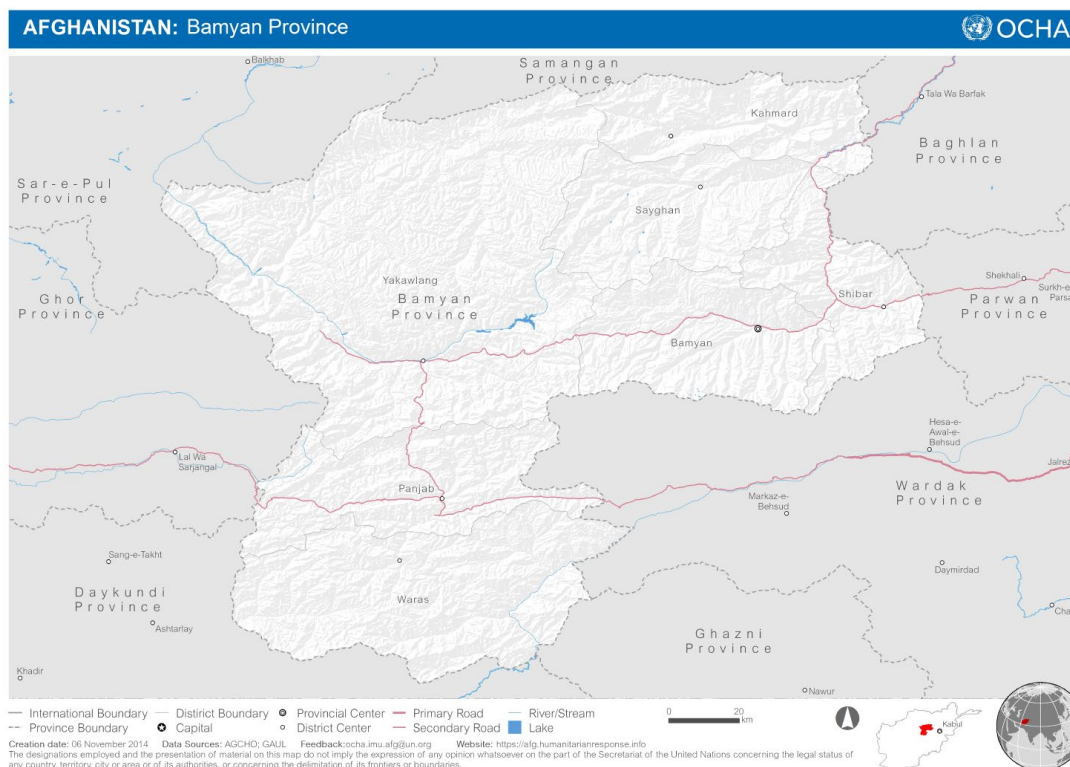 AFGHANISTAN: Bamyan Province
OCHA
Balkhab
Samangan
Province
Tala Wa Barfak
Kahmard
Baghlan
Province
Sar-e-Pul
Province
Sayghan
Yakawlang
Bamyan
Province
Ghor
Province
Shekhali
Surkh-e-
Parsa
Parwan
Province
Shibar
Bamyan
Hesa-e-
Awal-e-
Behsud
Lal Wa
Sarjangal
Jalrez
Panjab
Wardak
Province
Markaz-e-
Behsud
Sang-e-Takht
Daymirdad
Daykundi
Province
Waras
Cha
Ashtarlay
Ghazni
Province
Khadir
Nawur
International Boundary
Distirict Boundary
Provincial Center
Primary Road
River/Stream
Province Boundary
Capital
District Center
Secondary Road
Lake
0 20
km
Kabul
Creation date: 06 November 2014 Data Sources: AGCHO; GAUL Feedback:ocha.imu.afg@un.org Website: https://afg.humanitarianresponse.info
The designations employed and the presentation of material on this map do not imply the expression of any opinion whatsoever on the part of the Secretariat of the United Nations concerning the legal status of
any country, territory, city or area or of its authorities, or concerning the delimitation of its frontiers or boundaries.